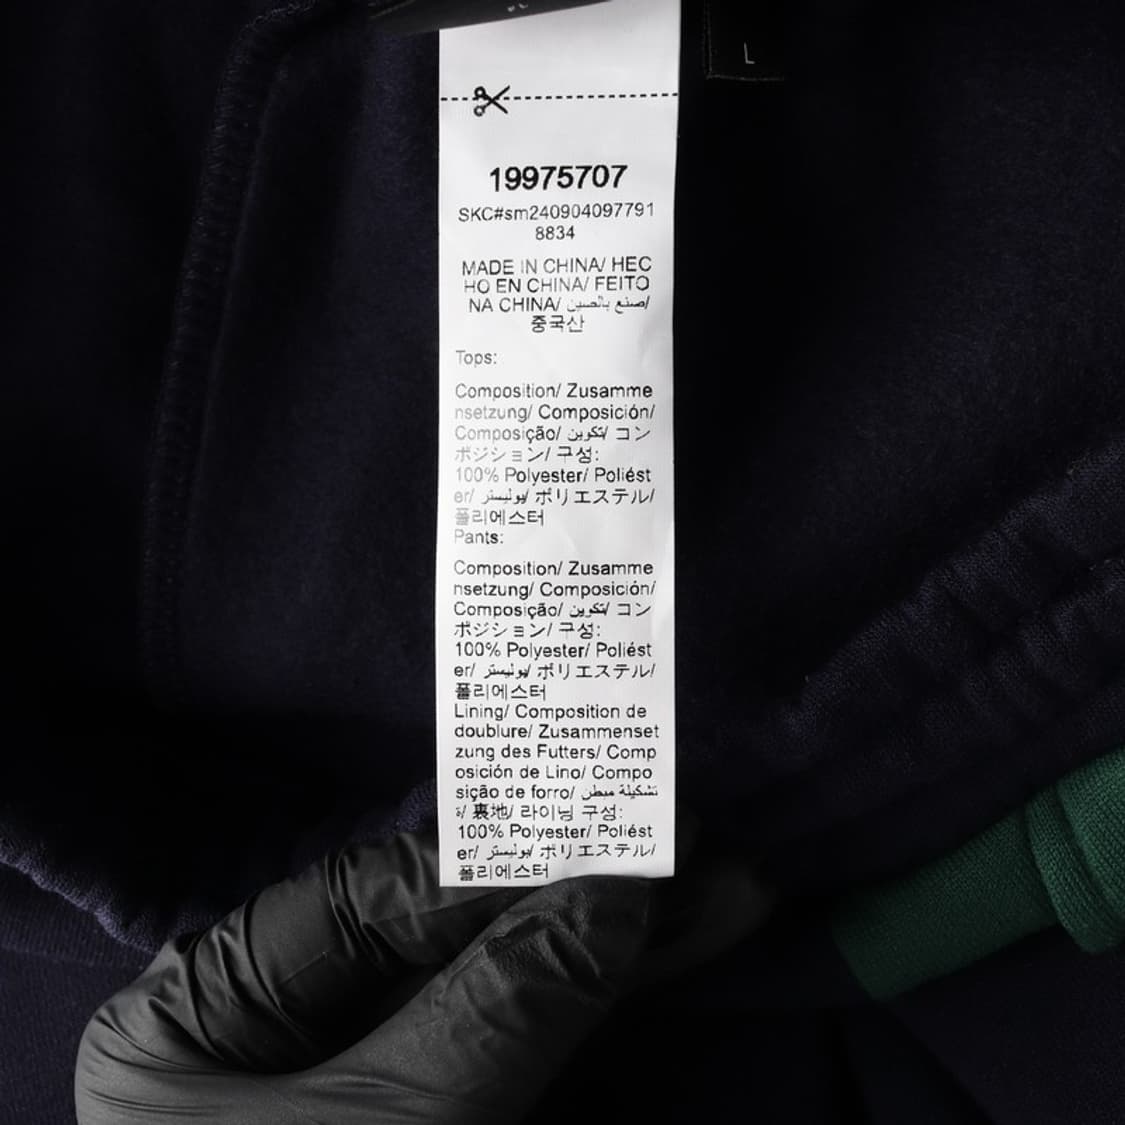 L
19975707
SKC#sm240904097791
8834
MADE IN CHINA/ HEC
HO EN CHINA/ FEITO
NA CHINA/ صنع بالصين/
중국산
Tops:
Composition/ Zusamme
nsetzung/ Composición/
Composição/ تكوين/ コン
ポジション/ 구성:
100% Polyester/ Poliést
er/ بوليستر/ ポリエステル/
폴리에스터
Pants:
Composition/ Zusamme
nsetzung/ Composición/
Composição/ تكوين/ コン
ポジション/ 구성:
100% Polyester/ Poliést
er/ بوليستر/ ポリエステル/
폴리에스터
Lining/ Composition de
doublure/ Zusammenset
zung des Futters/ Comp
osición de Lino/ Compo
sição de forro/ تشكيلة مبطن
ة/ 裏地/ 라이닝 구성:
100% Polyester/ Poliést
er/ بوليستر/ ポリエステル/
폴리에스터